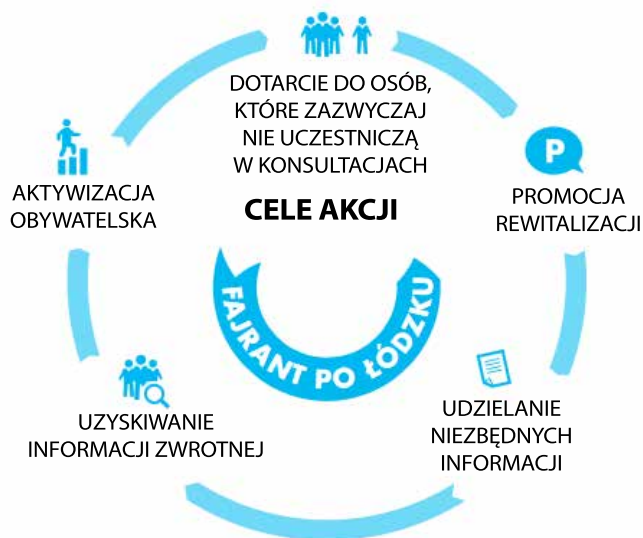 DOTARCIE DO OSÓB,
KTÓRE ZAZWYCZAJ
NIE UCZESTNICZĄ
W KONSULTACJACH
P
PROMOCJA
REWITALIZACJI
UDZIELANIE
NIEZBĘDNYCH
INFORMACJI
UZYSKIWANIE
INFORMACJI ZWROTNEJ
AKTYWIZACJA
OBYWATELSKA
CELE AKCJI
FAJRANT PO ŁÓDZKU